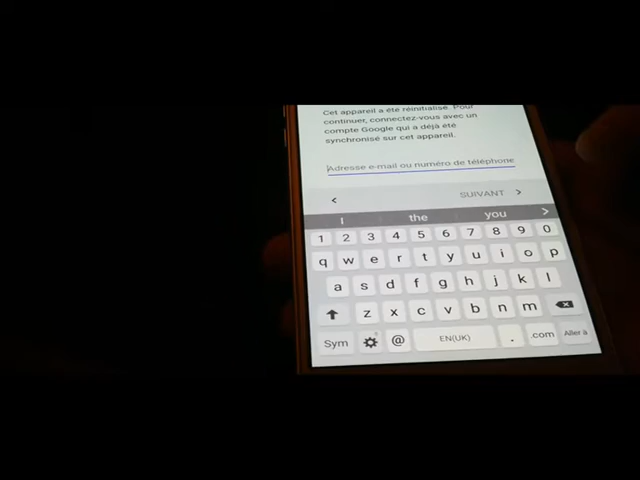 Cet appareil a été réinitialisé. Pour
continuer, connectez-vous avec un
compte Google qui a déjà été
synchronisé sur cet appareil.
Adresse e-mail ou numéro de téléphone
< SUIVANT >
I the you >
1 2 3 4 5 6 7 8 9 0
q w e r t y u i o p
a s d f g h j k l
z x c v b n m
Sym @ EN(UK) . .com Aller à